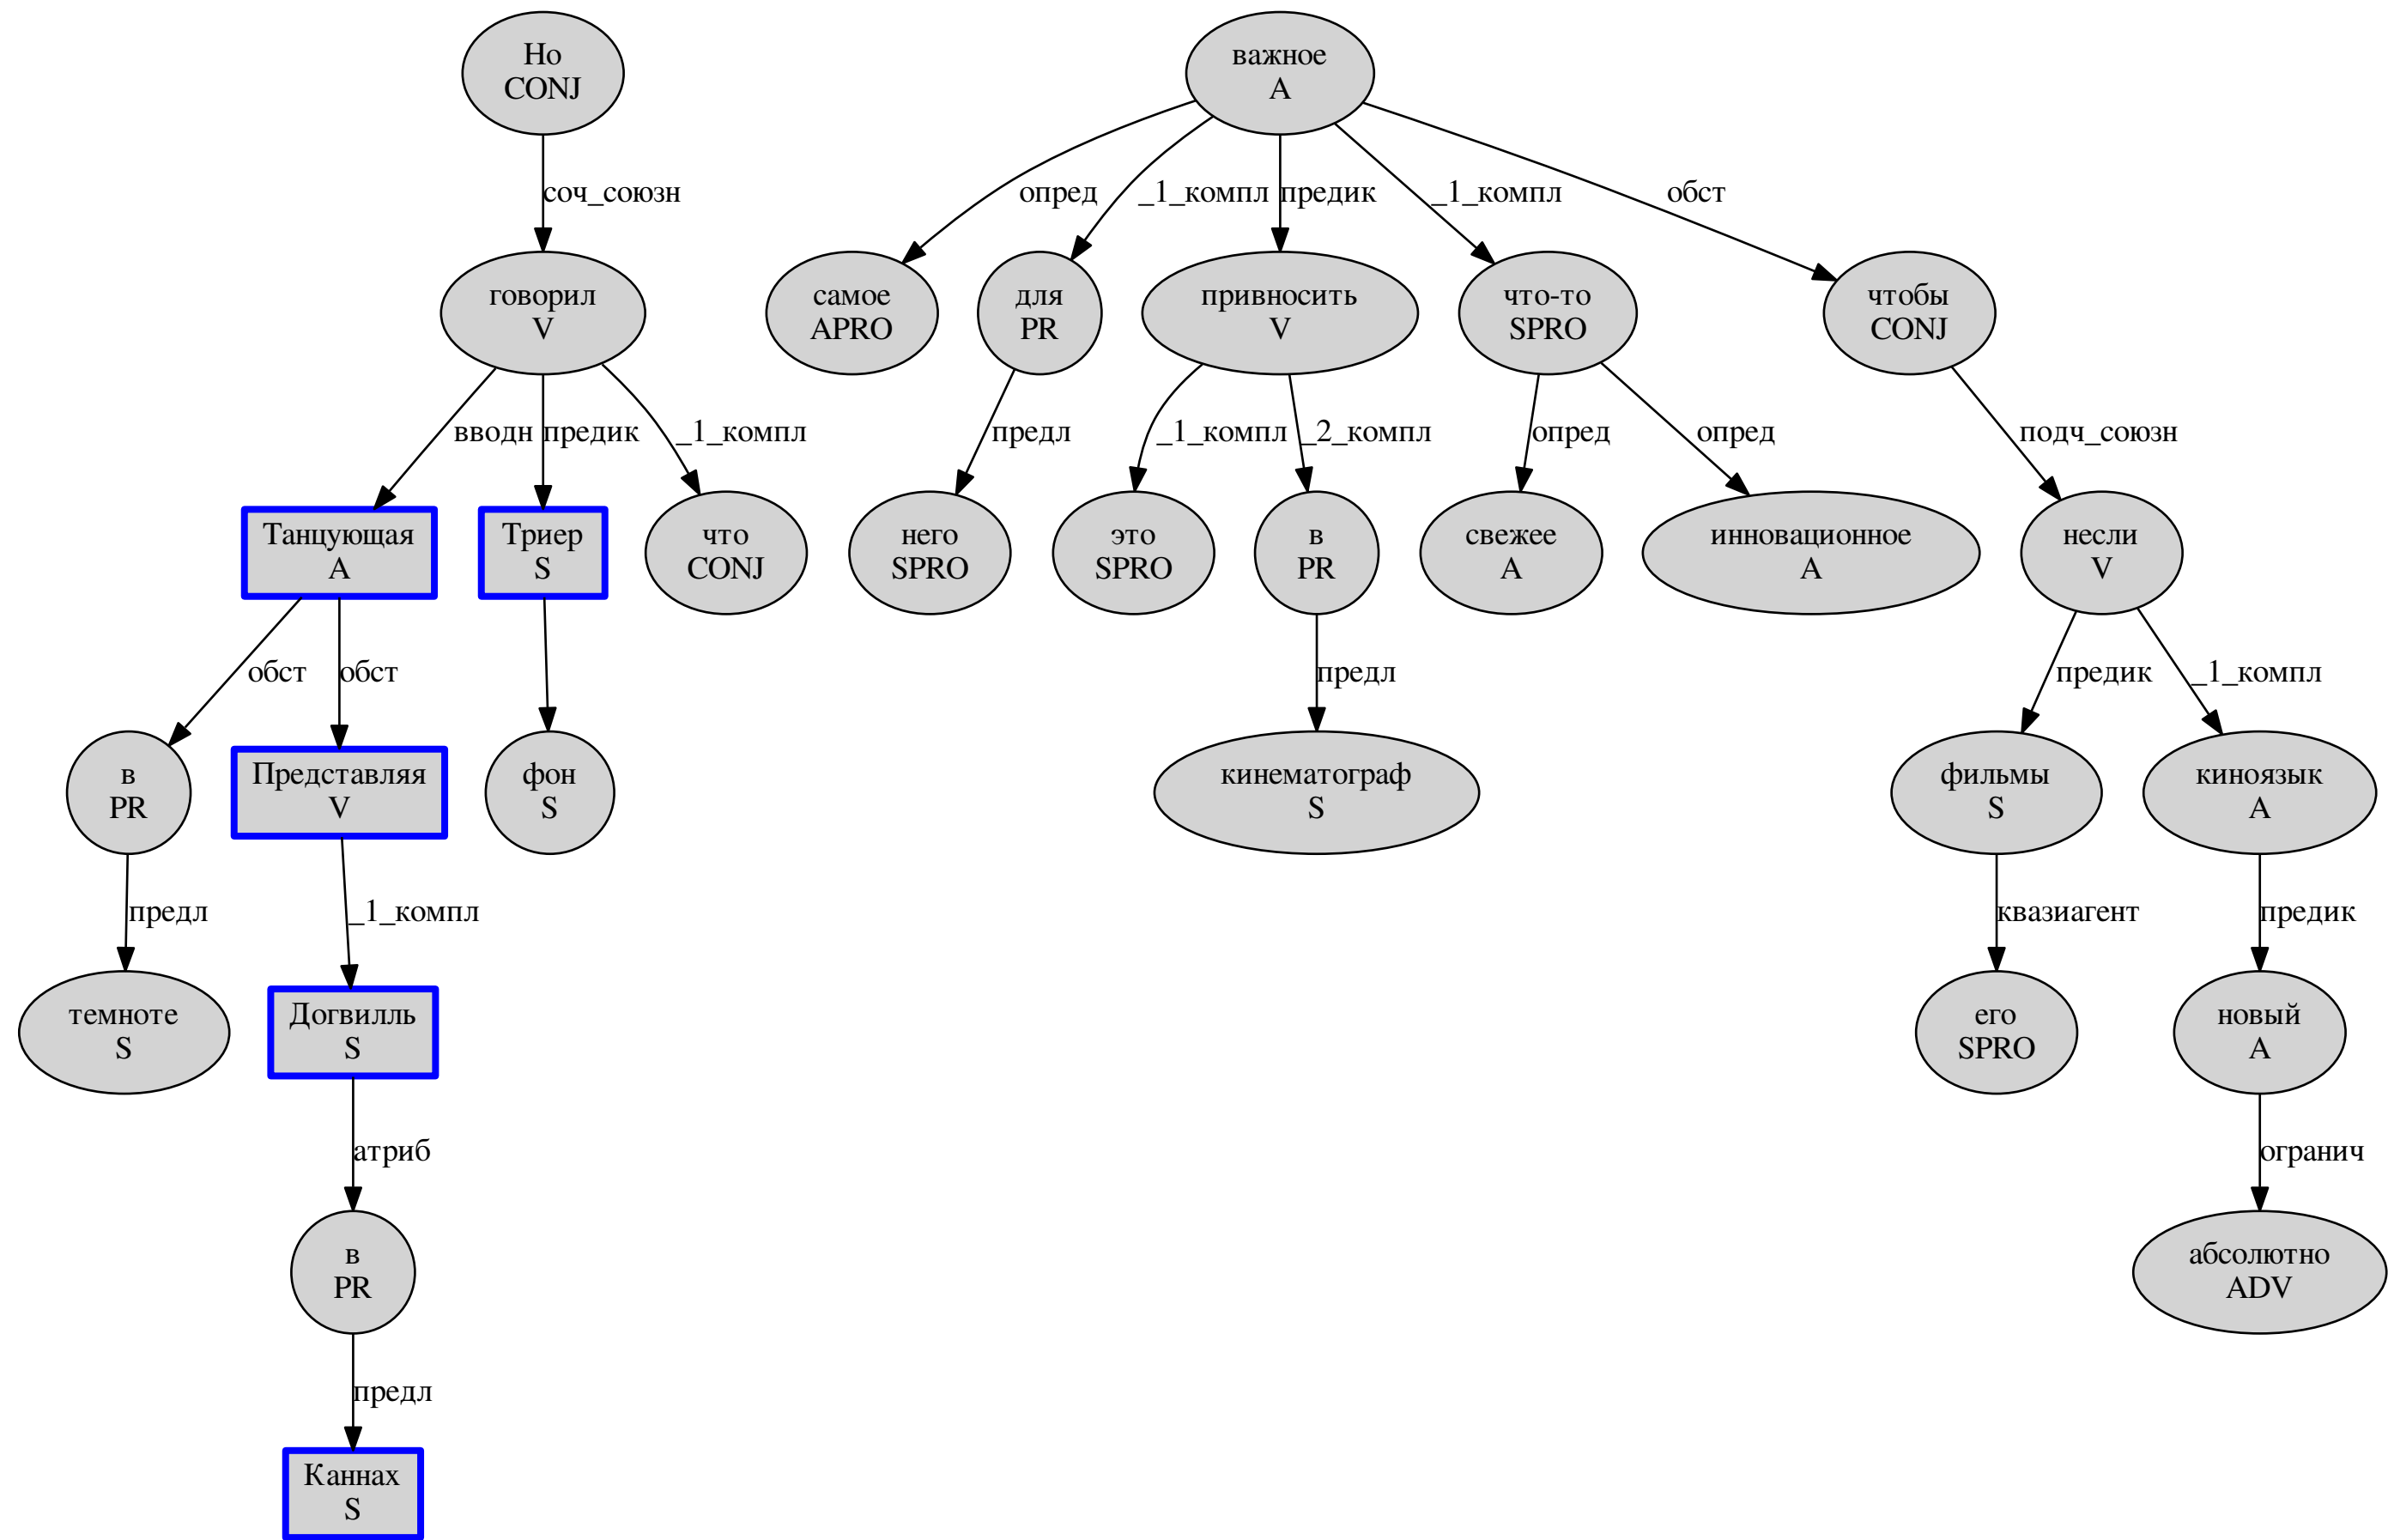 Но
CONJ
важное
A
соч_союзн
опред
_1_компл
предик
_1_компл
обст
говорил
V
самое
APRO
для
PR
привносить
V
что-то
SPRO
чтобы
CONJ
вводн
предик
_1_компл
предл
_1_компл
_2_компл
опред
опред
подч_союзн
Танцующая
A
Триер
S
что
CONJ
него
SPRO
это
SPRO
в
PR
свежее
A
инновационное
A
несли
V
обст
обст
предл
предик
_1_компл
в
PR
Представляя
V
фон
S
кинематограф
S
фильмы
S
киноязык
A
предл
_1_компл
квазиагент
предик
темноте
S
Догвилль
S
его
SPRO
новый
A
атриб
огранич
в
PR
абсолютно
ADV
предл
Каннах
S